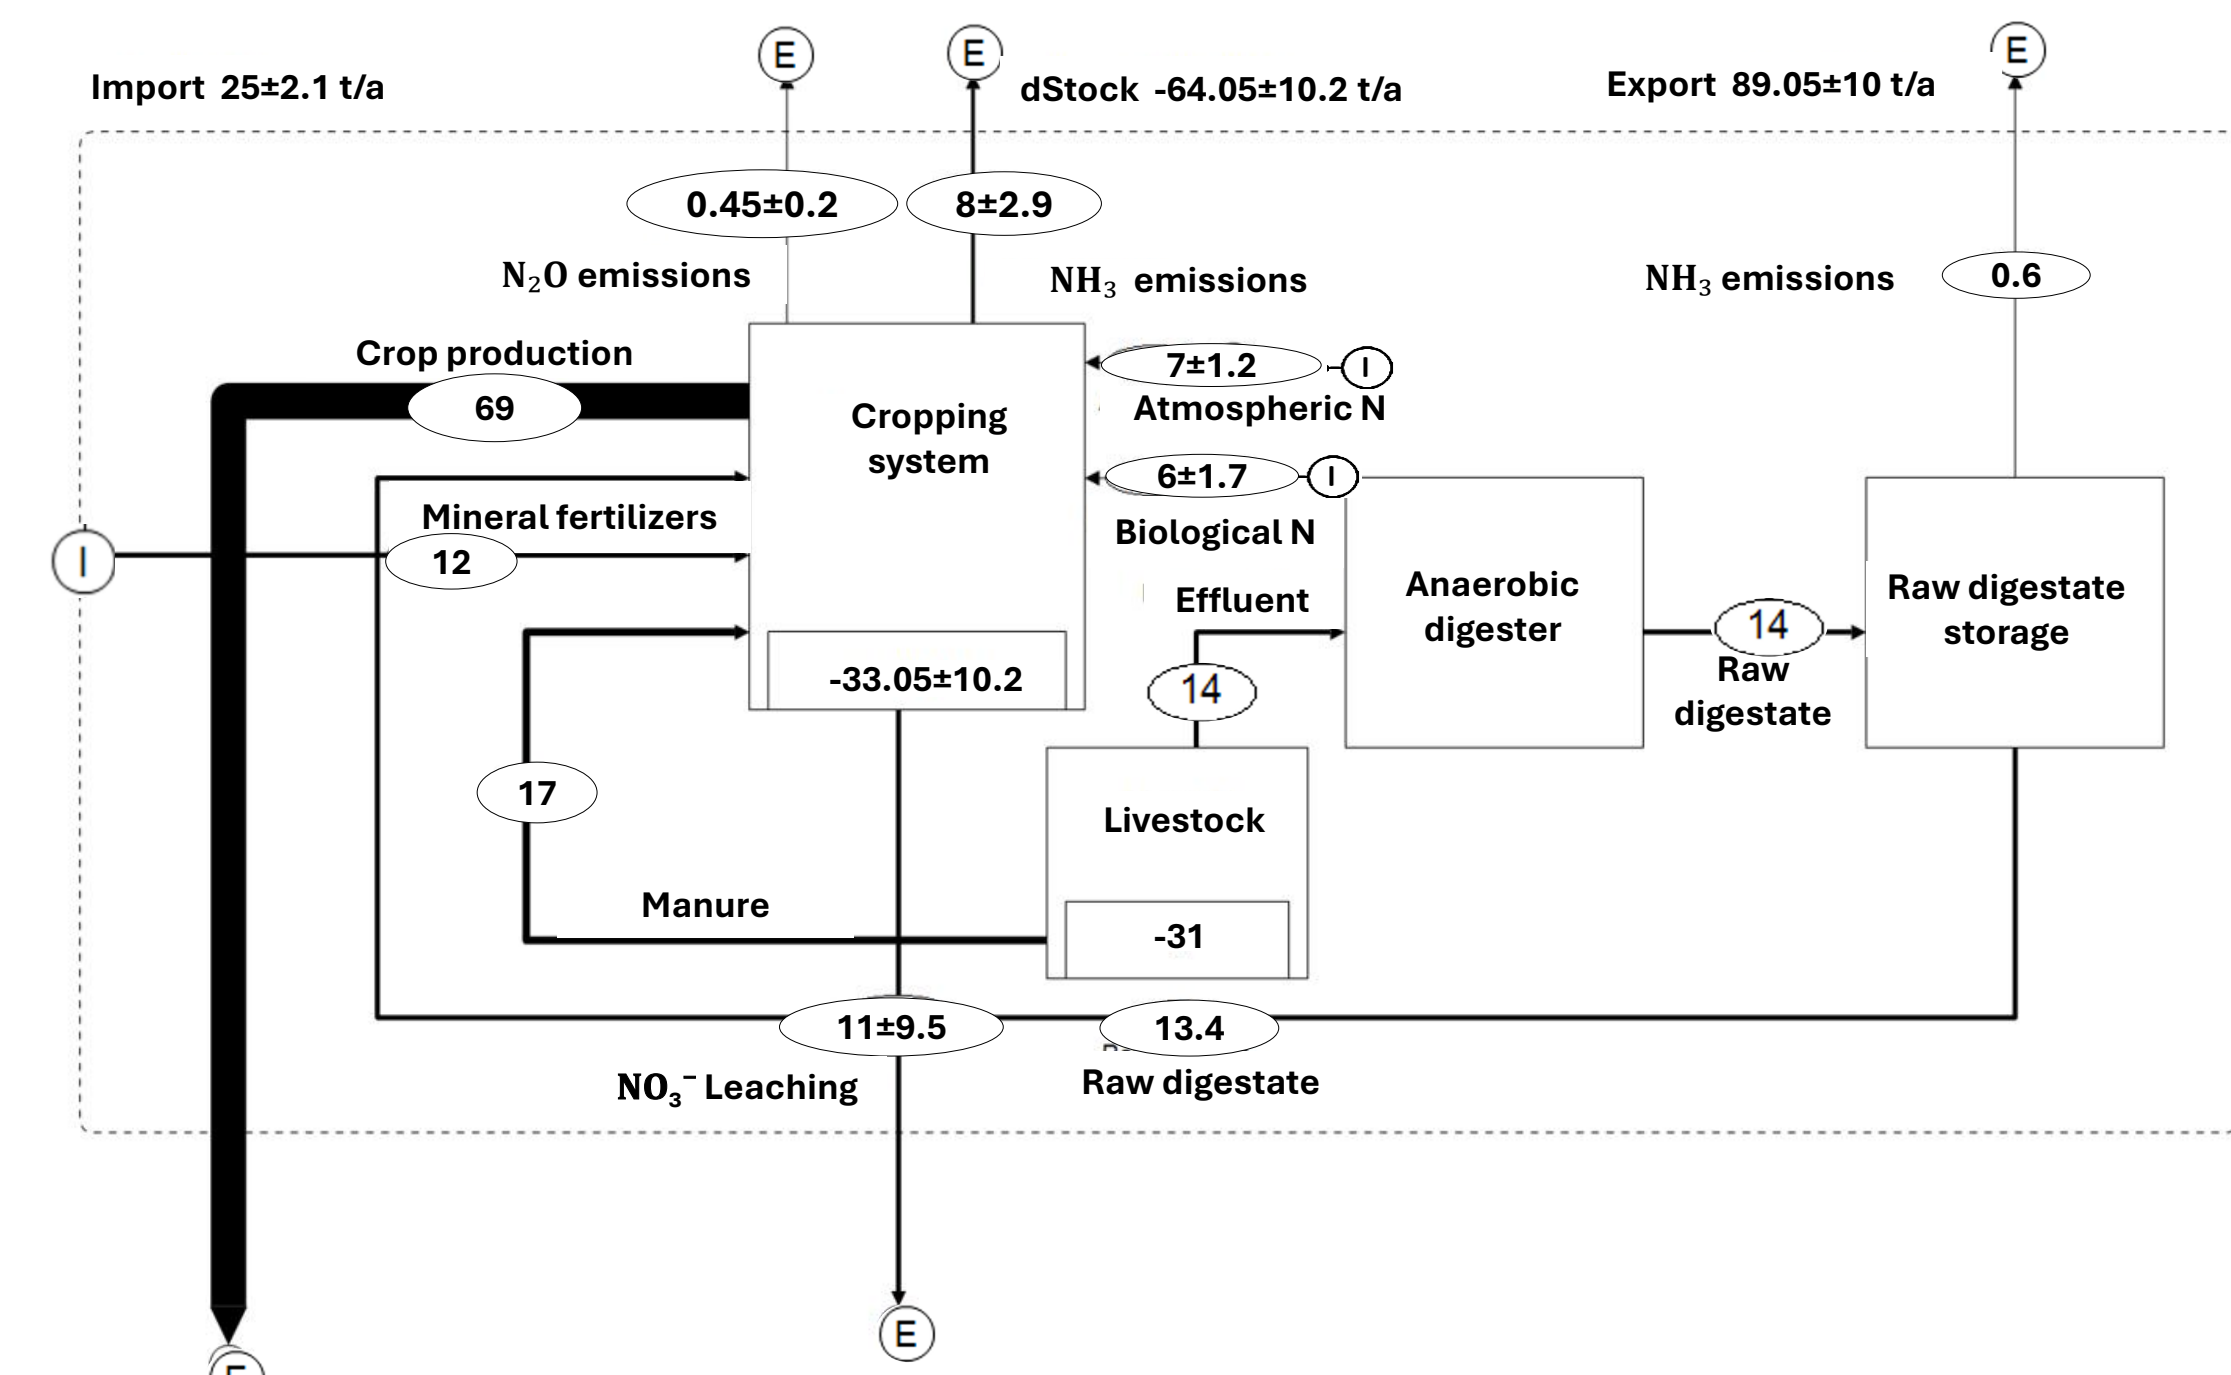 E
E
E
Import 25±2.1 t/a
dStock -64.05±10.2 t/a
Export 89.05±10 t/a
0.45±0.2
8±2.9
N₂O emissions
NH₃ emissions
NH₃ emissions
0.6
Crop production
69
7±1.2
I
Atmospheric N
Cropping
system
6±1.7
I
Biological N
Mineral fertilizers
I
12
Effluent
Anaerobic
digester
14
Raw
digestate
Raw digestate
storage
-33.05±10.2
14
17
Livestock
Manure
-31
11±9.5
13.4
NO₃⁻ Leaching
Raw digestate
E